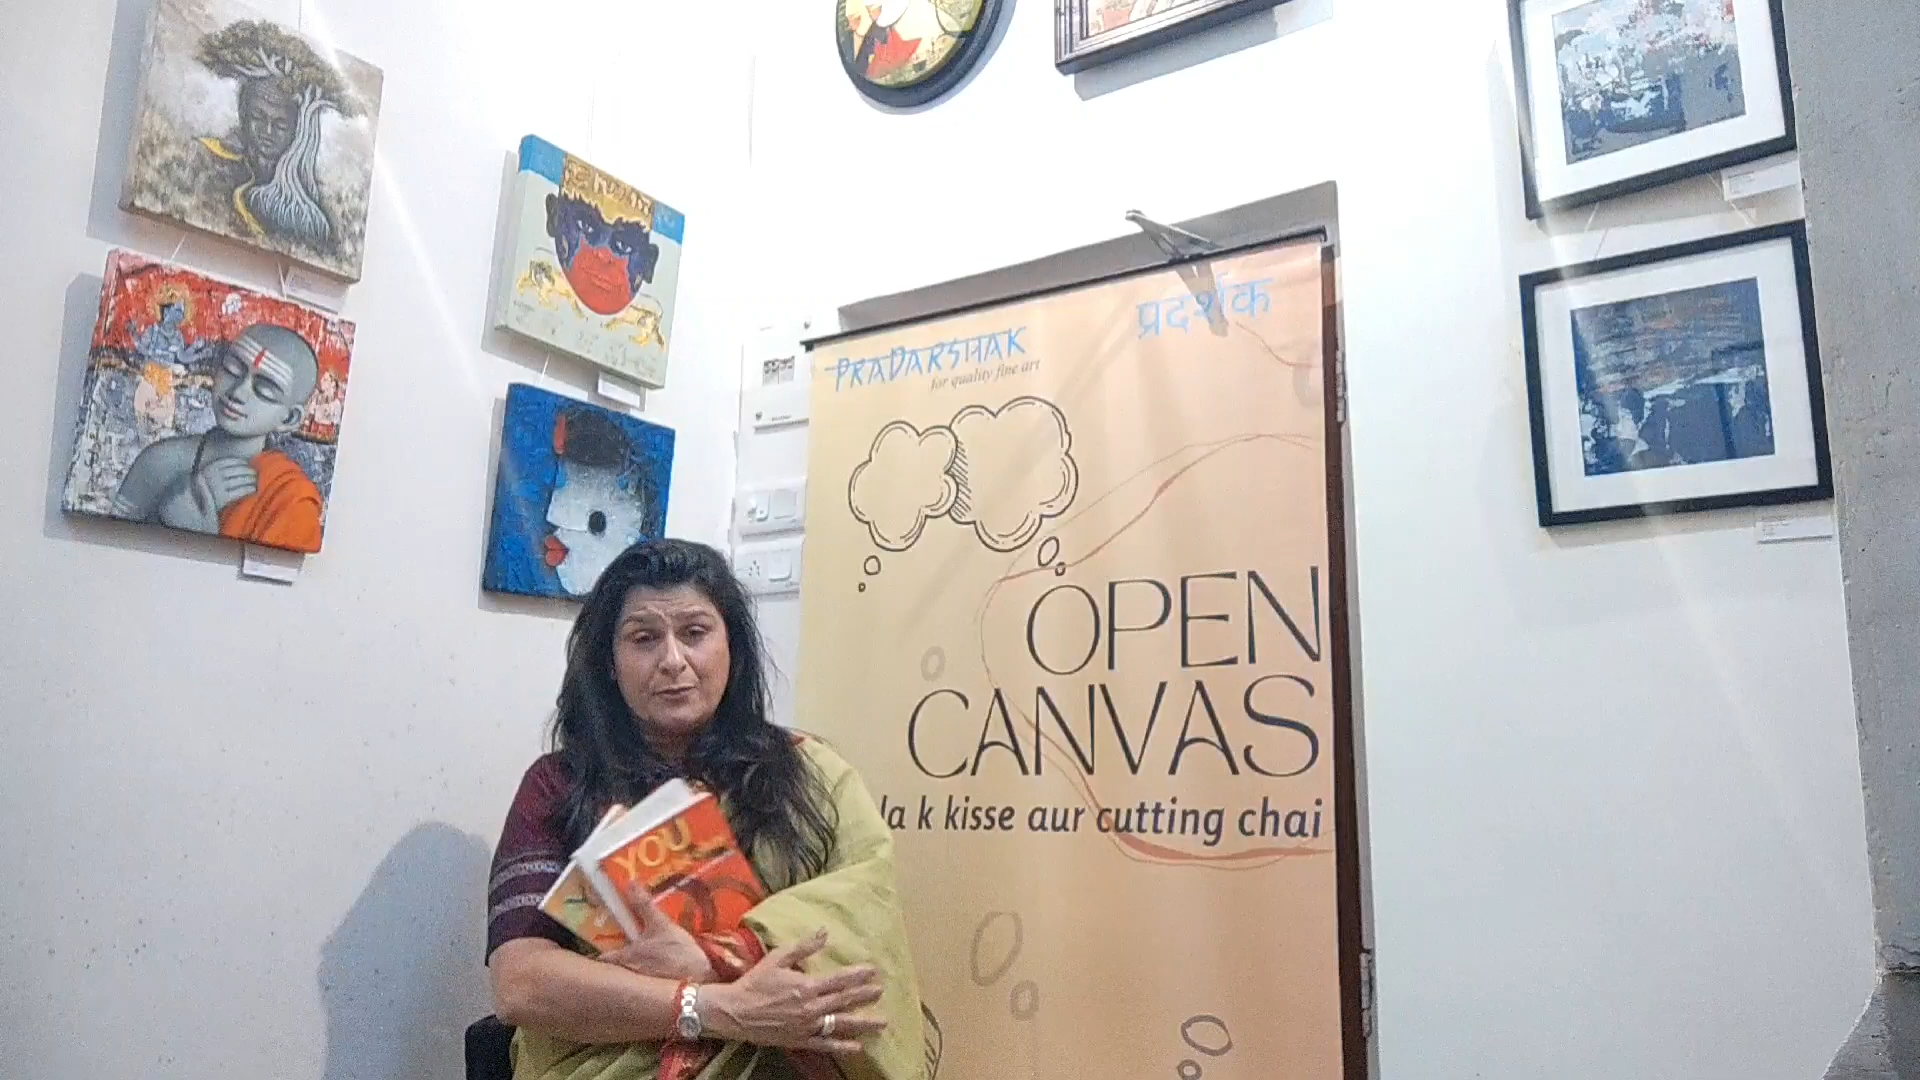 PRADARSHAK
for quality fine art
प्रदर्शक
OPEN
CANVAS
la k kisse aur cutting chai
YOU